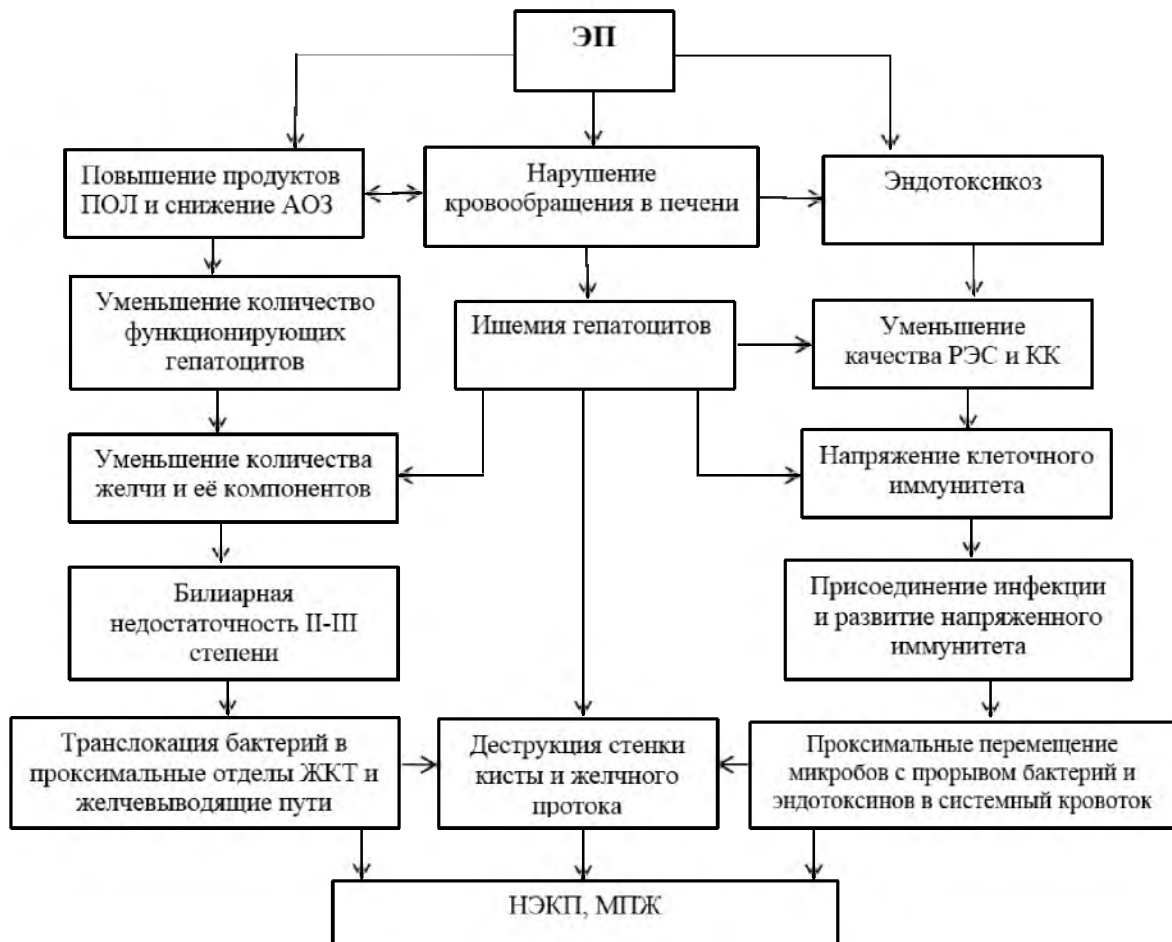 ЭП
Повышение продуктов
ПОЛ и снижение АОЗ
Нарушение
кровообращения в печени
Эндотоксикоз
Уменьшение количество
функционирующих
гепатоцитов
Ишемия гепатоцитов
Уменьшение
качества РЭС и КК
Уменьшение количества
желчи и её компонентов
Напряжение клеточного
иммунитета
Билиарная
недостаточность II-III
степени
Присоединение инфекции
и развитие напряженного
иммунитета
Транслокация бактерий в
проксимальные отделы ЖКТ и
желчевыводящие пути
Деструкция стенки
кисты и желчного
протока
Проксимальные перемещение
микробов с прорывом бактерий и
эндотоксинов в системный кровоток
НЭКП, МПЖ